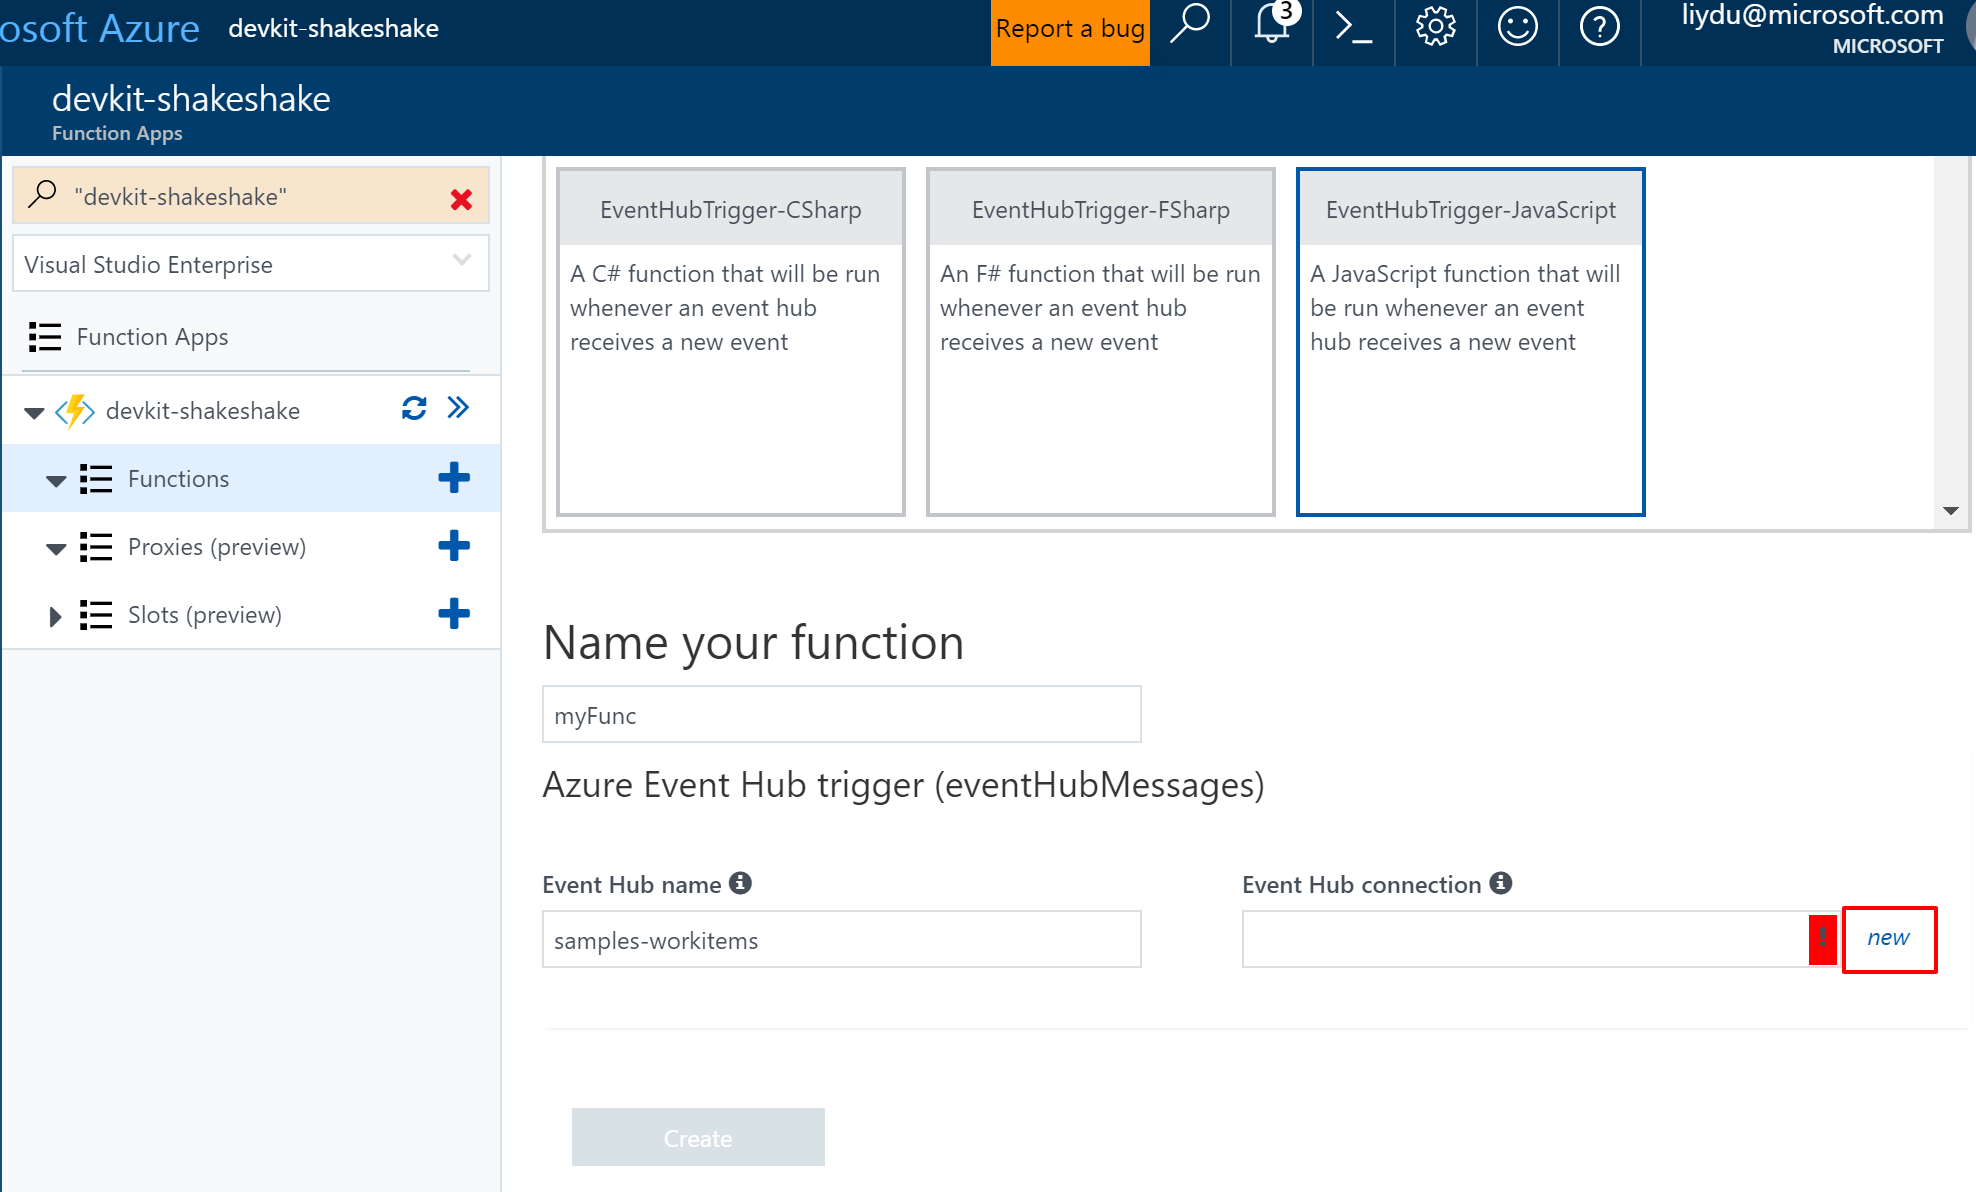 osoft Azure devkit-shakeshake Report a bug 3 liydu@microsoft.com
MICROSOFT
devkit-shakeshake
Function Apps
"devkit-shakeshake"
Visual Studio Enterprise
Function Apps
devkit-shakeshake
Functions
Proxies (preview)
Slots (preview)
EventHubTrigger-CSharp
A C# function that will be run
whenever an event hub
receives a new event
EventHubTrigger-FSharp
An F# function that will be run
whenever an event hub
receives a new event
EventHubTrigger-JavaScript
A JavaScript function that will
be run whenever an event
hub receives a new event
Name your function
myFunc
Azure Event Hub trigger (eventHubMessages)
Event Hub name
samples-workitems
Event Hub connection
new
Create